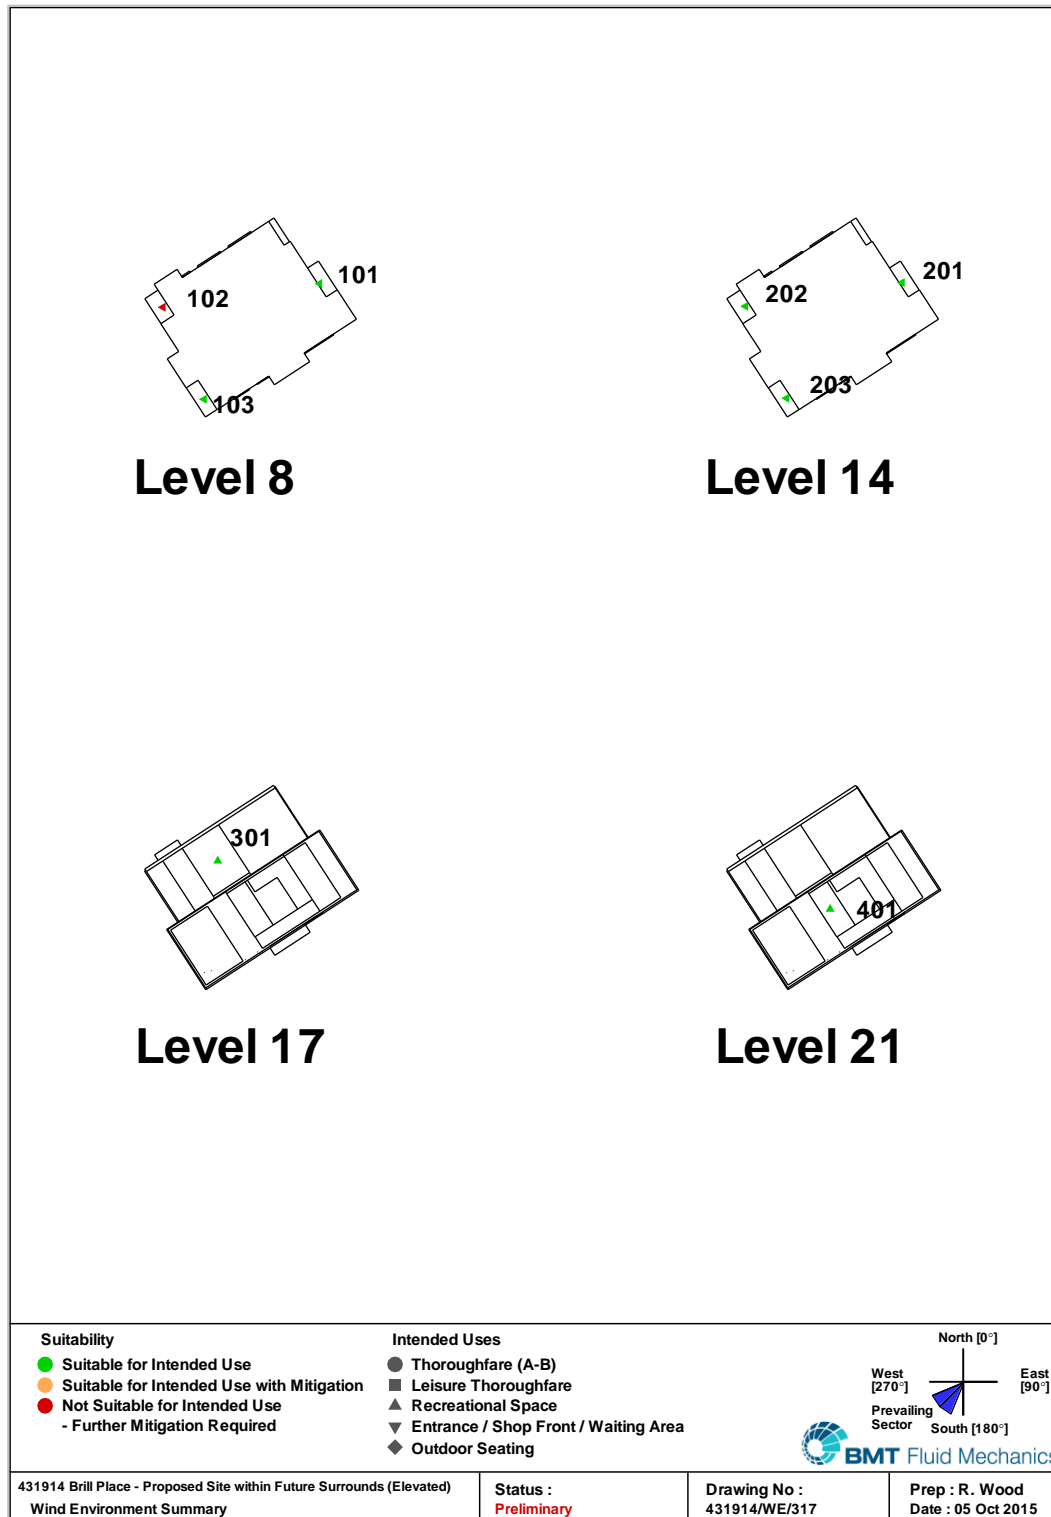 101
102
103
Level 8
201
202
203
Level 14
301
Level 17
401
Level 21
Suitability
Suitable for Intended Use
Suitable for Intended Use with Mitigation
Not Suitable for Intended Use
- Further Mitigation Required
Intended Uses
Thoroughfare (A-B)
Leisure Thoroughfare
Recreational Space
Entrance / Shop Front / Waiting Area
Outdoor Seating
North [0°]
West
[270°]
East
[90°]
Prevailing
Sector
South [180°]
BMT Fluid Mechanics
431914 Brill Place - Proposed Site within Future Surrounds (Elevated)
Wind Environment Summary
Status :
Preliminary
Drawing No :
431914/WE/317
Prep : R. Wood
Date : 05 Oct 2015